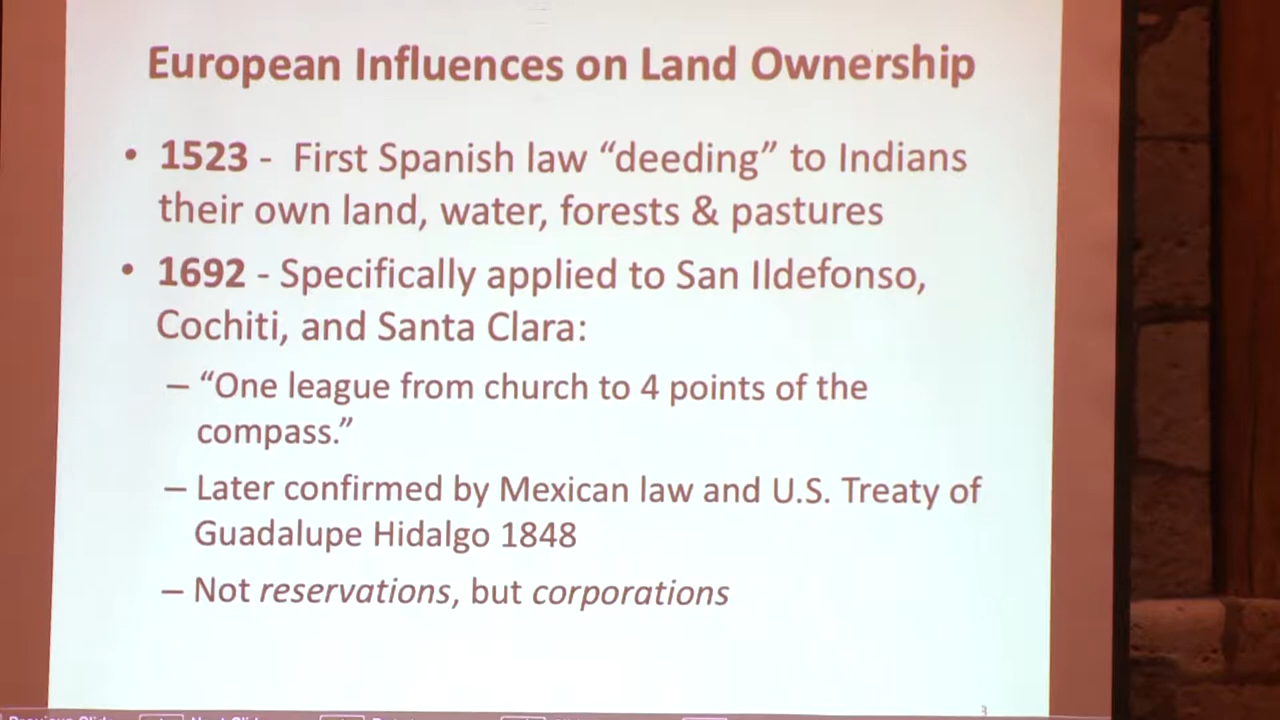 European Influences on Land Ownership
• 1523 - First Spanish law “deeding” to Indians
their own land, water, forests & pastures
• 1692 - Specifically applied to San Ildefonso,
Cochiti, and Santa Clara:
– “One league from church to 4 points of the
compass.”
– Later confirmed by Mexican law and U.S. Treaty of
Guadalupe Hidalgo 1848
– Not reservations, but corporations
3